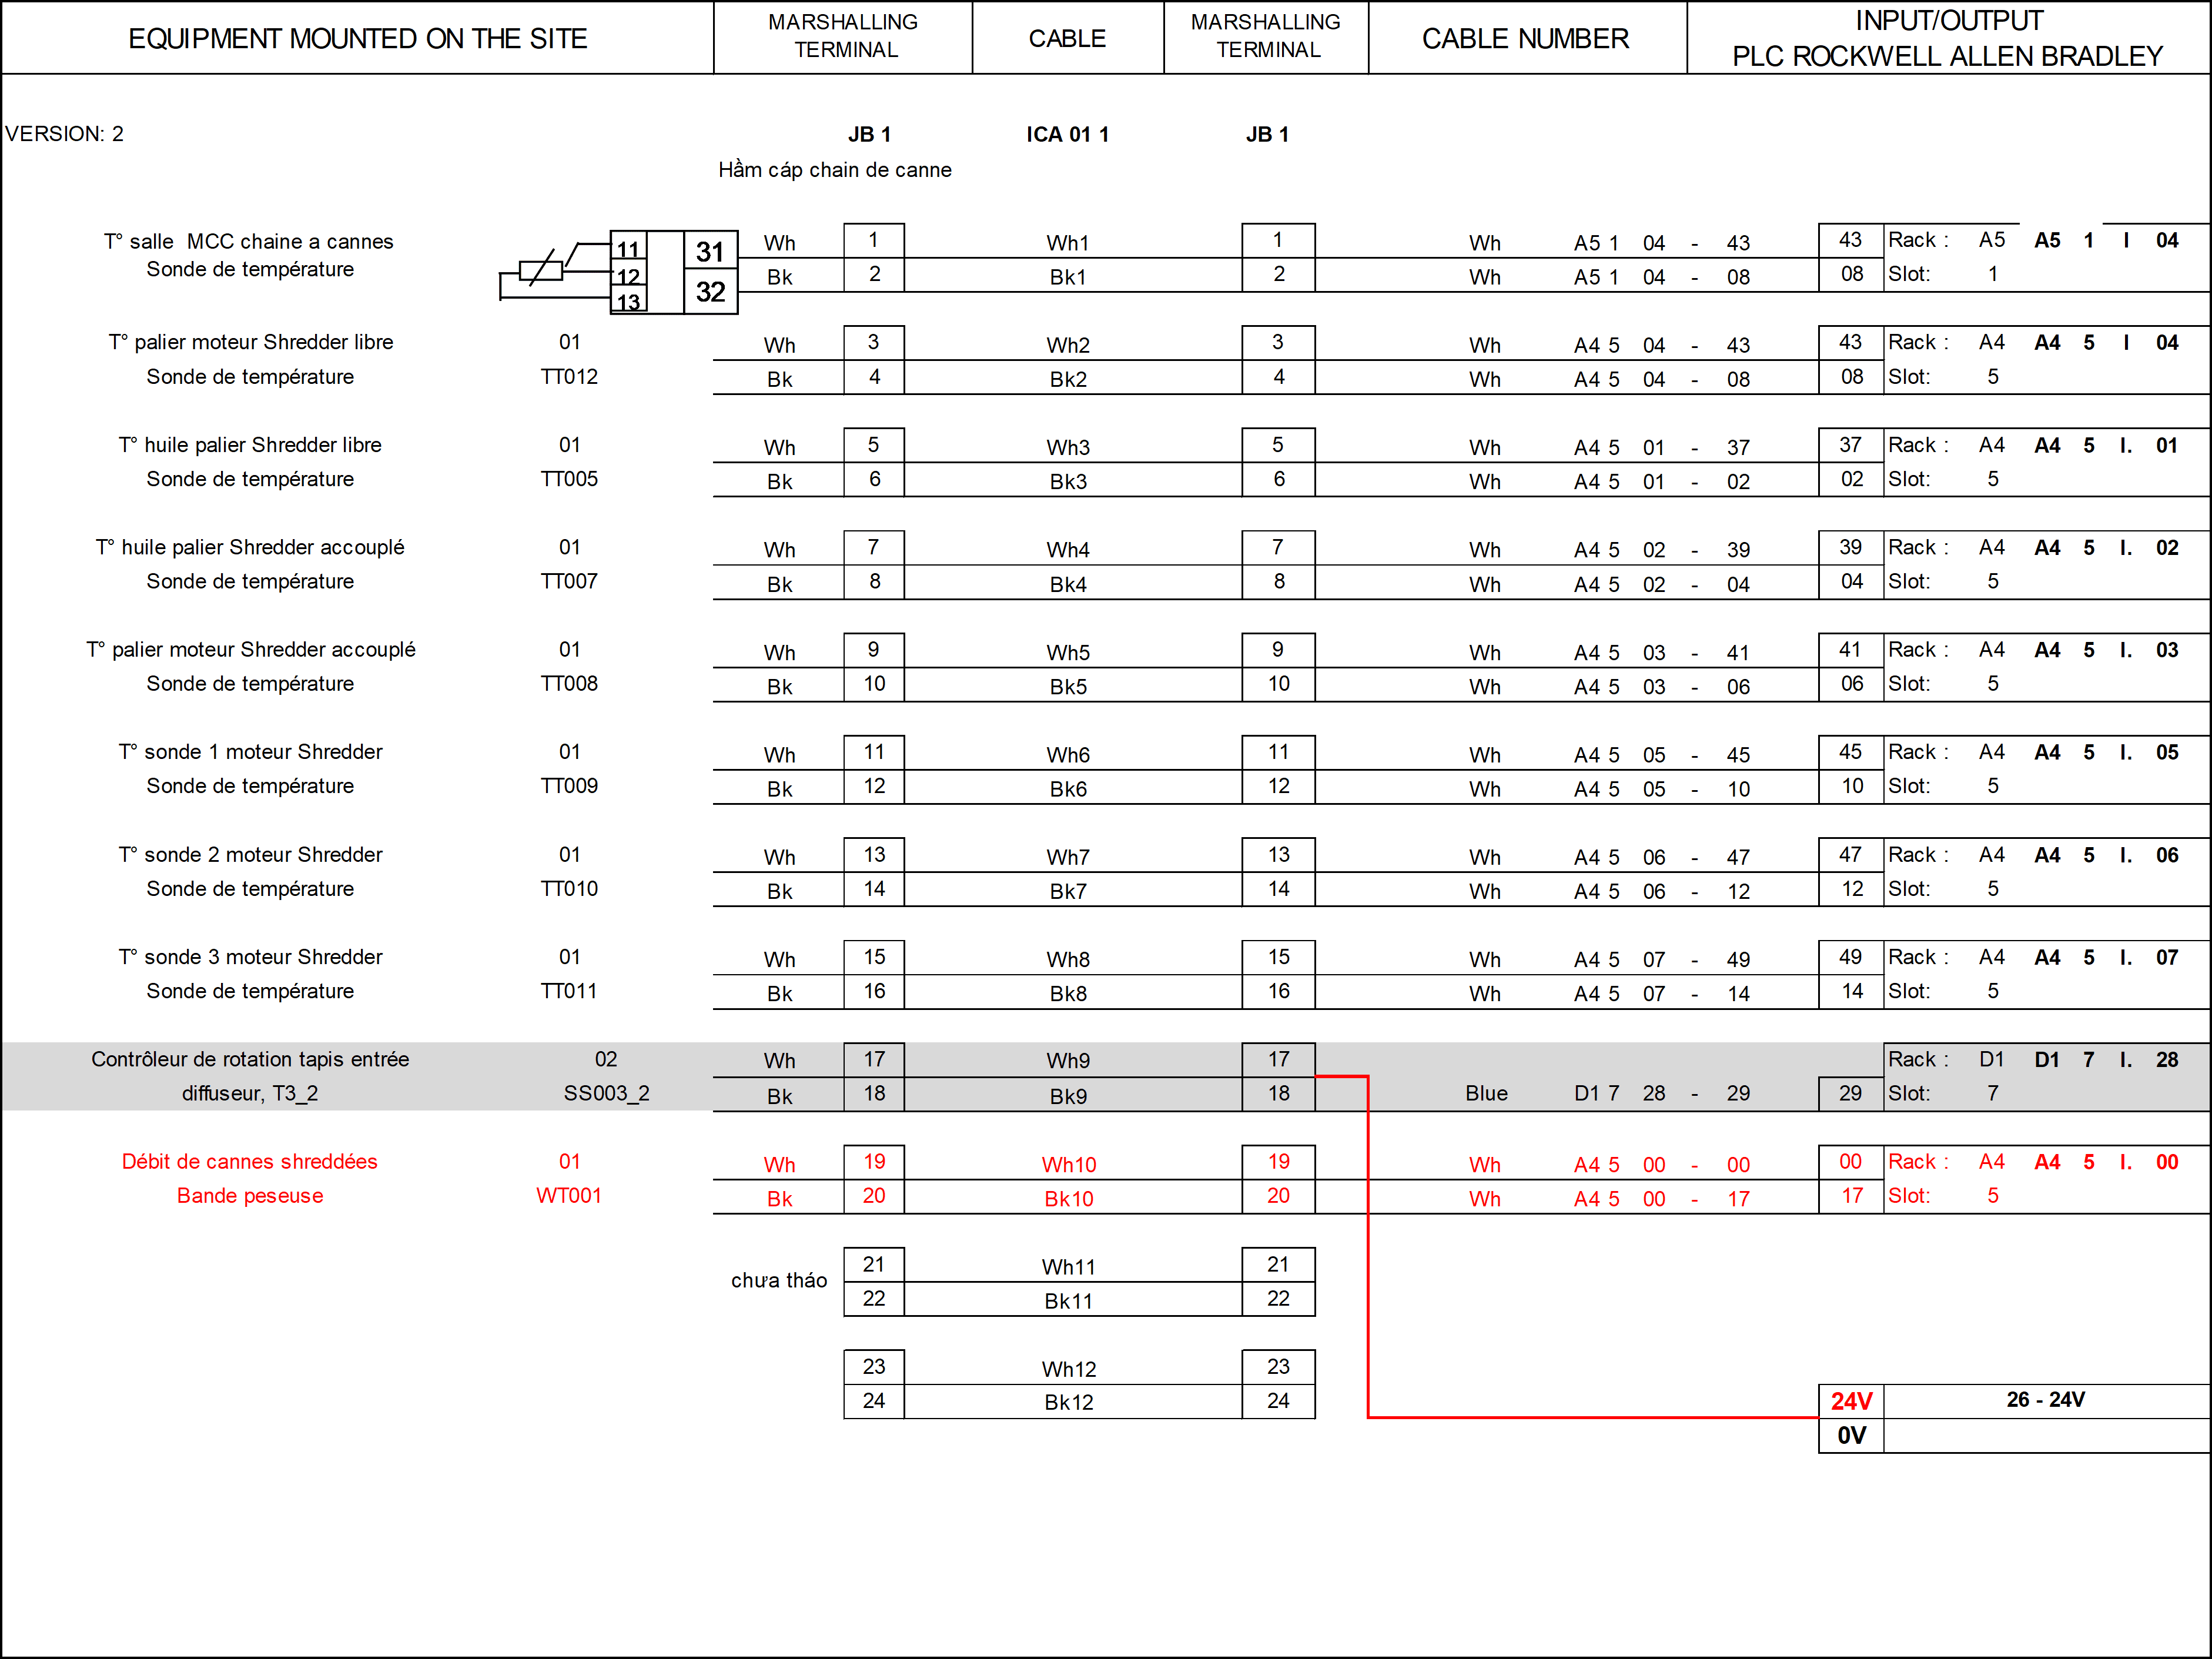 EQUIPMENT MOUNTED ON THE SITE
MARSHALLING TERMINAL
CABLE
MARSHALLING TERMINAL
CABLE NUMBER
INPUT/OUTPUT
PLC ROCKWELL ALLEN BRADLEY
VERSION: 2 JB 1 ICA 01 1 JB 1
Hầm cáp chain de canne
T° salle MCC chaine a cannes 11 31 Wh 1 Wh1 1 Wh A5 1 04 - 43 43 Rack : A5 A5 1 I 04
Sonde de température 12 13 32 Bk 2 Bk1 2 Wh A5 1 04 - 08 08 Slot: 1
T° palier moteur Shredder libre 01 Wh 3 Wh2 3 Wh A4 5 04 - 43 43 Rack : A4 A4 5 I 04
Sonde de température TT012 Bk 4 Bk2 4 Wh A4 5 04 - 08 08 Slot: 5
T° huile palier Shredder libre 01 Wh 5 Wh3 5 Wh A4 5 01 - 37 37 Rack : A4 A4 5 I. 01
Sonde de température TT005 Bk 6 Bk3 6 Wh A4 5 01 - 02 02 Slot: 5
T° huile palier Shredder accouplé 01 Wh 7 Wh4 7 Wh A4 5 02 - 39 39 Rack : A4 A4 5 I. 02
Sonde de température TT007 Bk 8 Bk4 8 Wh A4 5 02 - 04 04 Slot: 5
T° palier moteur Shredder accouplé 01 Wh 9 Wh5 9 Wh A4 5 03 - 41 41 Rack : A4 A4 5 I. 03
Sonde de température TT008 Bk 10 Bk5 10 Wh A4 5 03 - 06 06 Slot: 5
T° sonde 1 moteur Shredder 01 Wh 11 Wh6 11 Wh A4 5 05 - 45 45 Rack : A4 A4 5 I. 05
Sonde de température TT009 Bk 12 Bk6 12 Wh A4 5 05 - 10 10 Slot: 5
T° sonde 2 moteur Shredder 01 Wh 13 Wh7 13 Wh A4 5 06 - 47 47 Rack : A4 A4 5 I. 06
Sonde de température TT010 Bk 14 Bk7 14 Wh A4 5 06 - 12 12 Slot: 5
T° sonde 3 moteur Shredder 01 Wh 15 Wh8 15 Wh A4 5 07 - 49 49 Rack : A4 A4 5 I. 07
Sonde de température TT011 Bk 16 Bk8 16 Wh A4 5 07 - 14 14 Slot: 5
Contrôleur de rotation tapis entrée 02 Wh 17 Wh9 17 Rack : D1 D1 7 I. 28
diffuseur, T3_2 SS003_2 Bk 18 Bk9 18 Blue D1 7 28 - 29 29 Slot: 7
Débit de cannes shreddées 01 Wh 19 Wh10 19 Wh A4 5 00 - 00 00 Rack : A4 A4 5 I. 00
Bande peseuse WT001 Bk 20 Bk10 20 Wh A4 5 00 - 17 17 Slot: 5
chưa tháo
21 Wh11 21
22 Bk11 22
23 Wh12 23
24 Bk12 24 24V 26 - 24V
0V